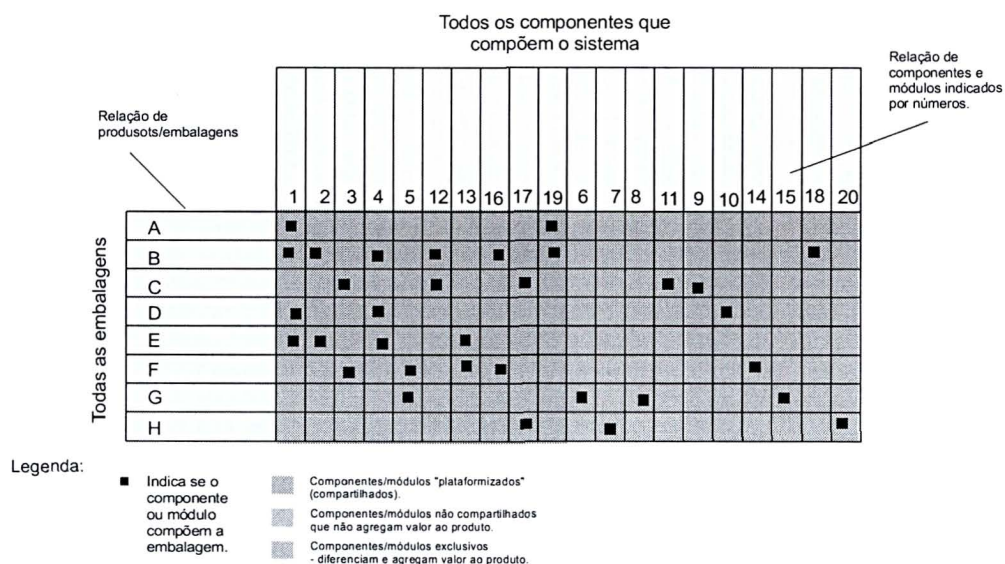 Todos os componentes que
compõem o sistema
Relação de
componentes e
módulos indicados
por números.
Relação de
produsots/embalagens
1 2 3 4 5 12 13 16 17 19 6 7 8 11 9 10 14 15 18 20
Todas as embalagens
A
B
C
D
E
F
G
H
Legenda:
Indica se o
componente
ou módulo
compõem a
embalagem.
Componentes/módulos "plataformizados"
(compartilhados).
Componentes/módulos não compartilhados
que não agregam valor ao produto.
Componentes/módulos exclusivos
- diferenciam e agregam valor ao produto.